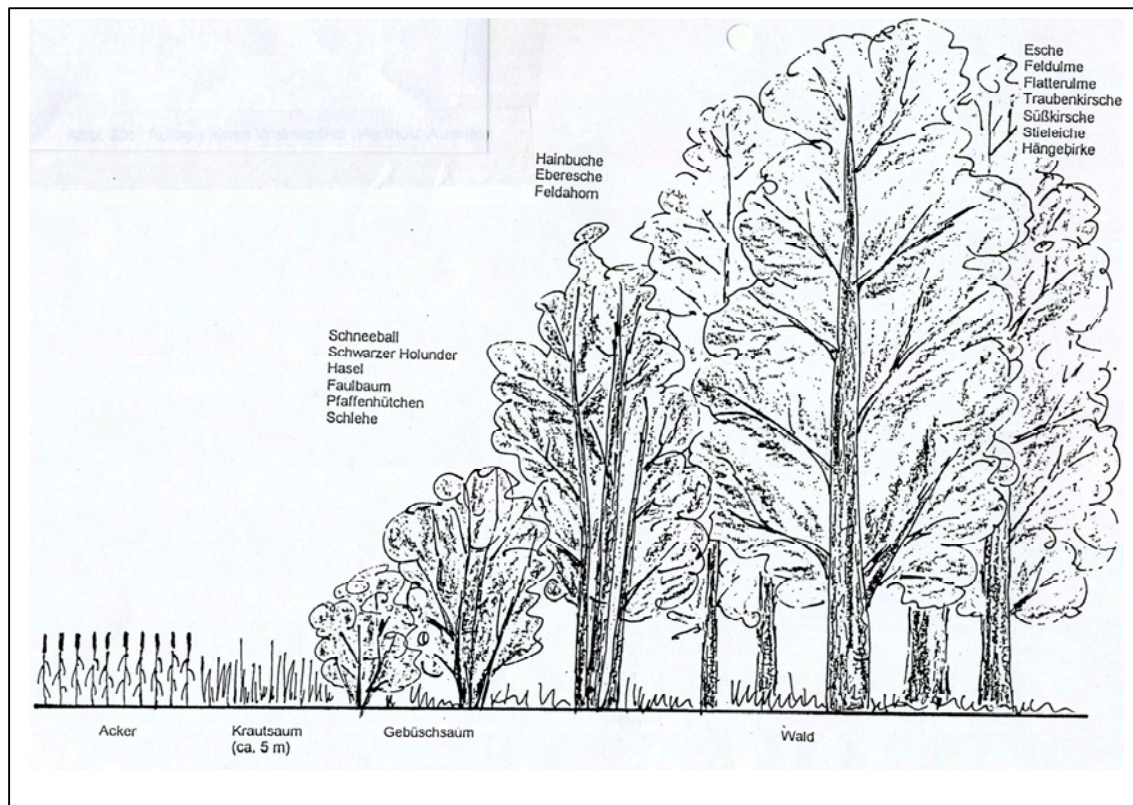 Esche
Feldulme
Flatterulme
Traubenkirsche
Süßkirsche
Stieleiche
Hängebirke
Hainbuche
Eberesche
Feldahorn
Schneeball
Schwarzer Holunder
Hasel
Faulbaum
Pfaffenhütchen
Schlehe
Acker
Krautsaum
(ca. 5 m)
Gebüschsaum
Wald